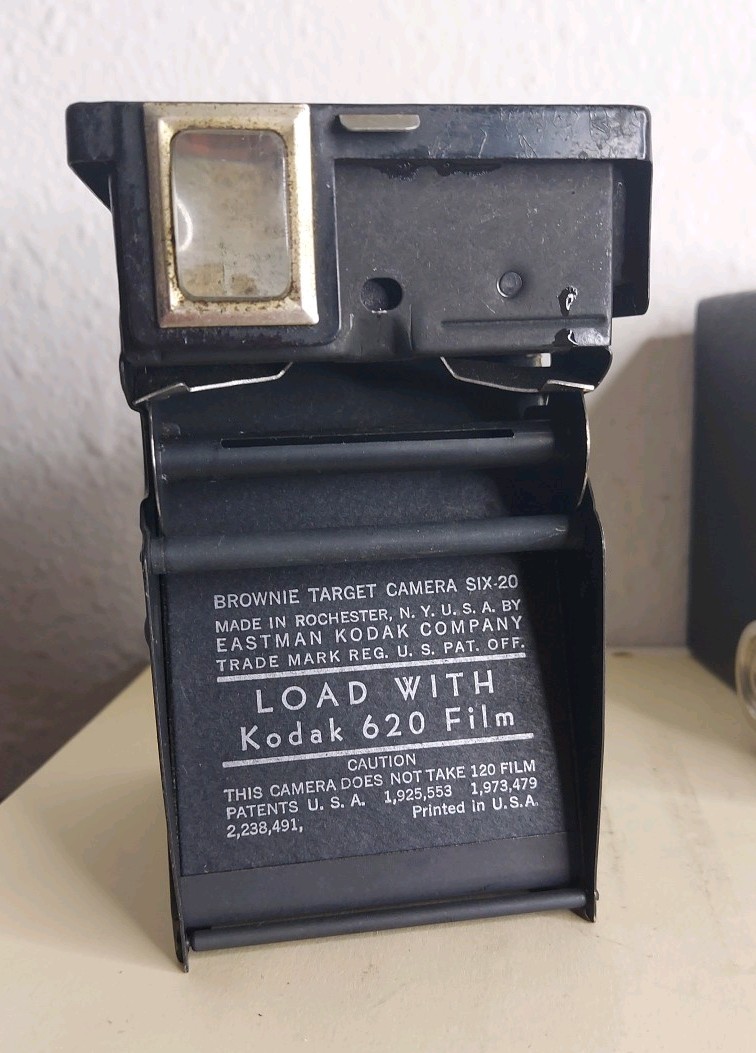 BROWNIE TARGET CAMERA SIX-20
MADE IN ROCHESTER, N. Y. U. S. A. BY
EASTMAN KODAK COMPANY
TRADE MARK REG. U. S. PAT. OFF.
LOAD WITH
Kodak 620 Film
CAUTION
THIS CAMERA DOES NOT TAKE 120 FILM
PATENTS U. S. A. 1,925,553 1,973,479
2,238,491, Printed in U.S.A.